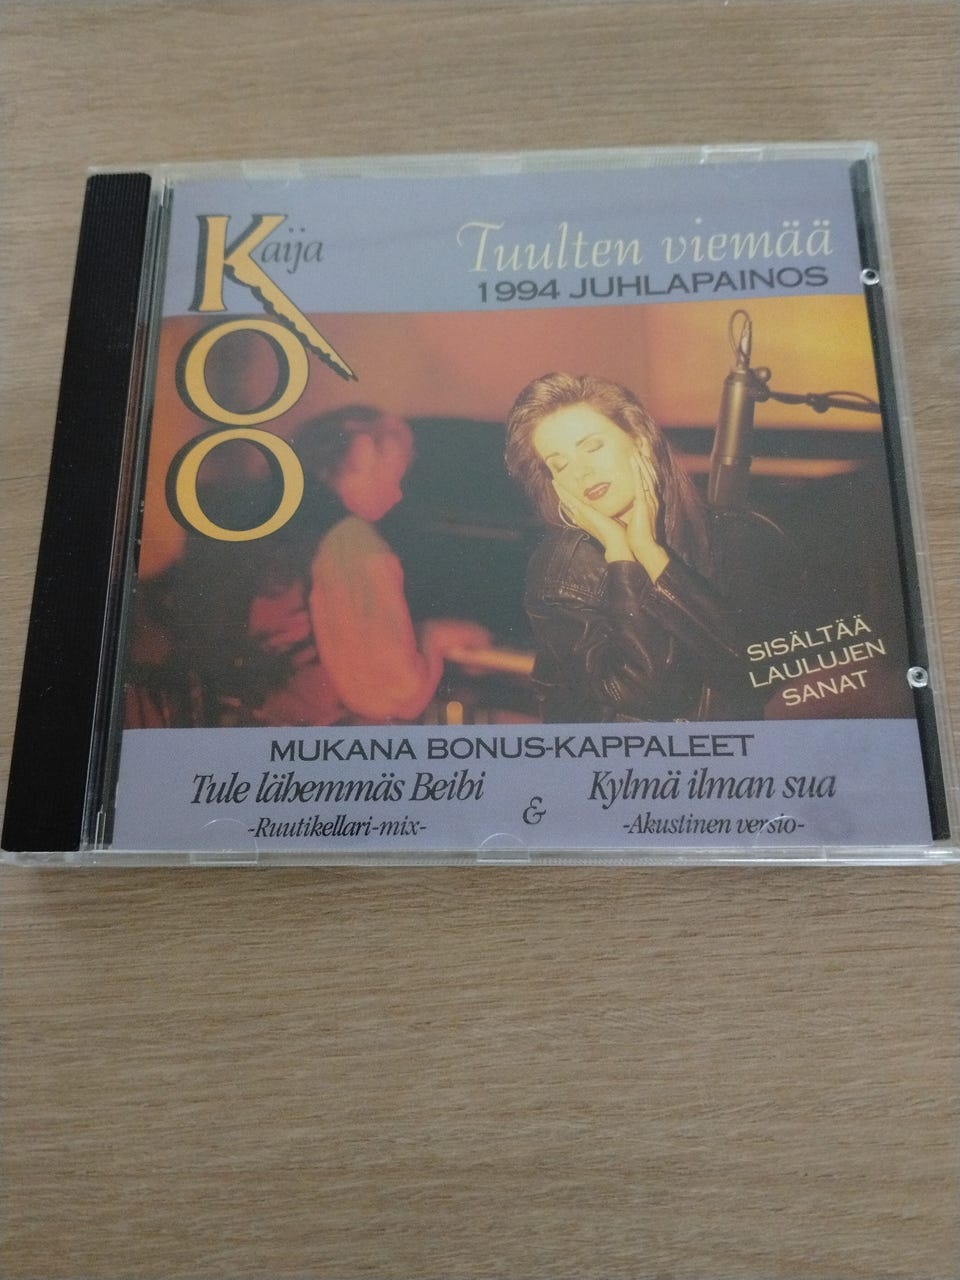 Kaija
KOO
Tuulten viemää
1994 JUHLAPAINOS
SISÄLTÄÄ
LAULUJEN
SANAT
MUKANA BONUS-KAPPALEET
Tule lähemmäs Beibi & Kylmä ilman sua
-Ruutikellari-mix- -Akustinen versio-